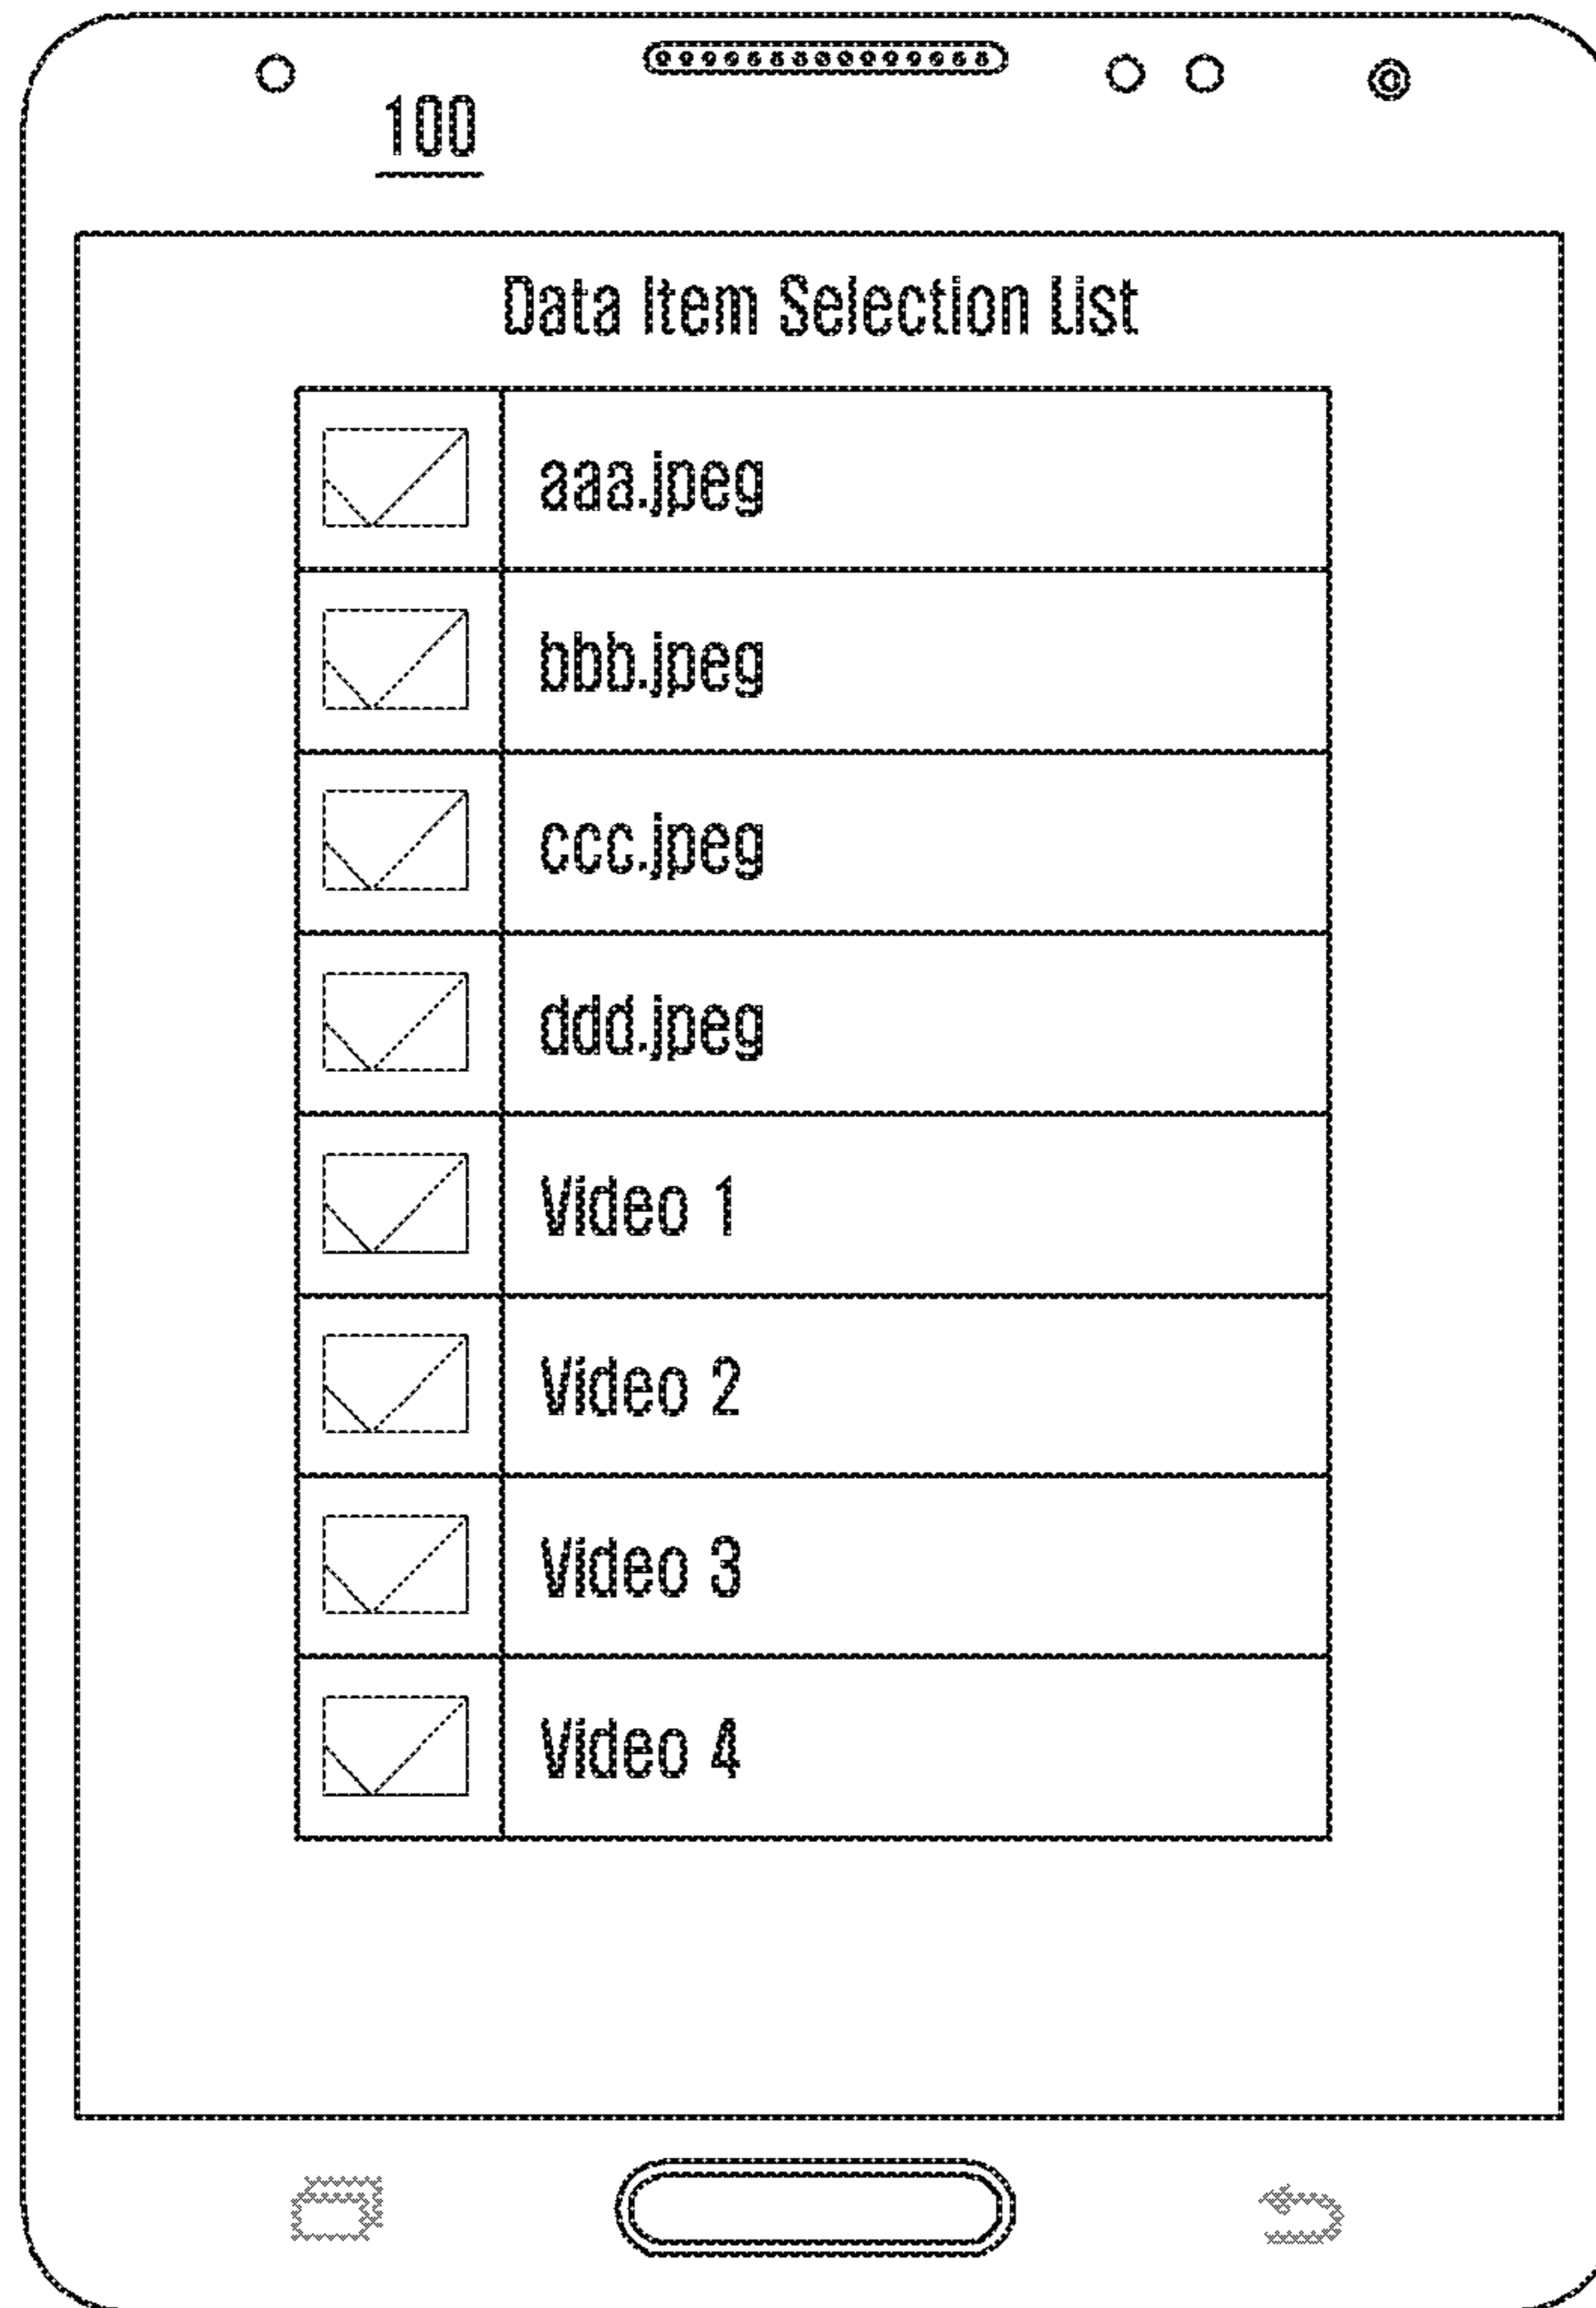 100
Data Item Selection List
aaa.jpeg
bbb.jpeg
ccc.jpeg
ddd.jpeg
Video 1
Video 2
Video 3
Video 4